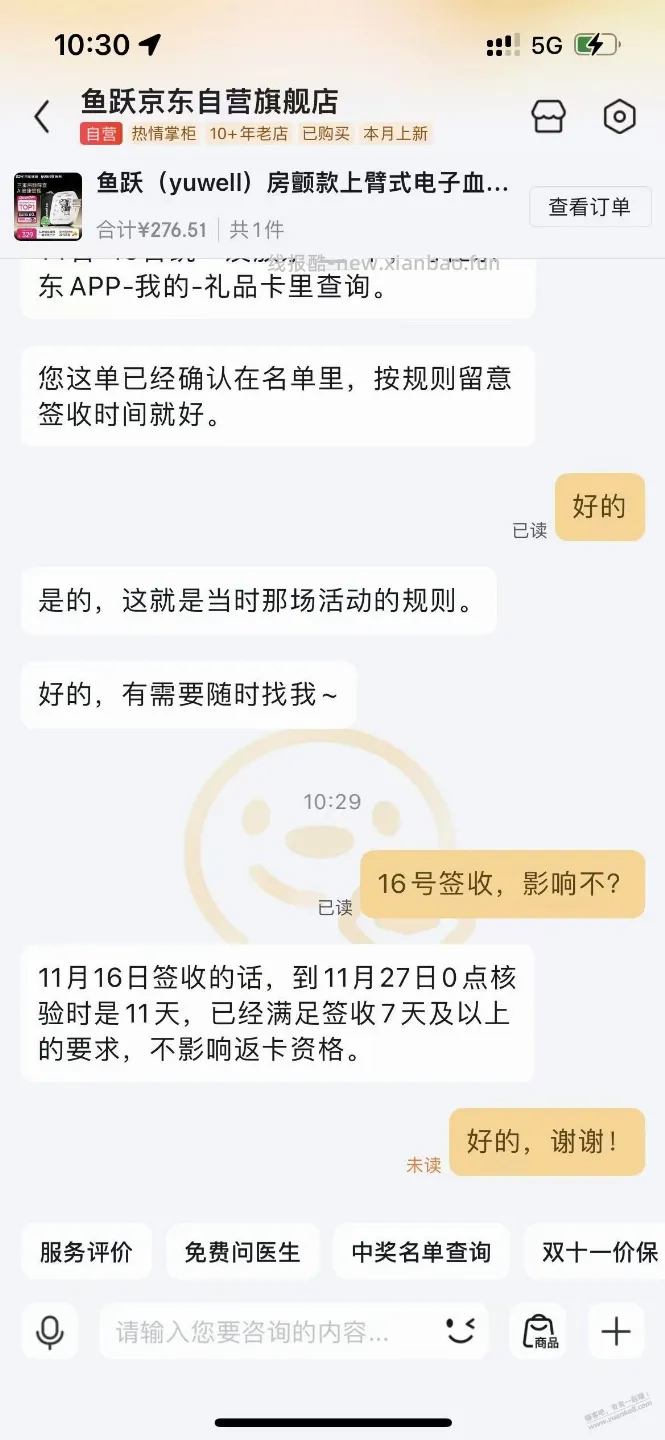 10:30
5G
鱼跃京东自营旗舰店
自营 热情掌柜 10+年老店 已购买 本月上新
鱼跃（yuwell）房颤款上臂式电子血...
查看订单
合计¥276.51 共1件
线报酷-new.xianbao.fun
东APP-我的-礼品卡里查询。
您这单已经确认在名单里，按规则留意
签收时间就好。
好的
已读
是的，这就是当时那场活动的规则。
好的，有需要随时找我~
10:29
16号签收，影响不？
已读
11月16日签收的话，到11月27日0点核
验时是11天，已经满足签收7天及以上
的要求，不影响返卡资格。
好的，谢谢！
未读
服务评价 免费问医生 中奖名单查询 双十一价保
请输入您要咨询的内容...
商品